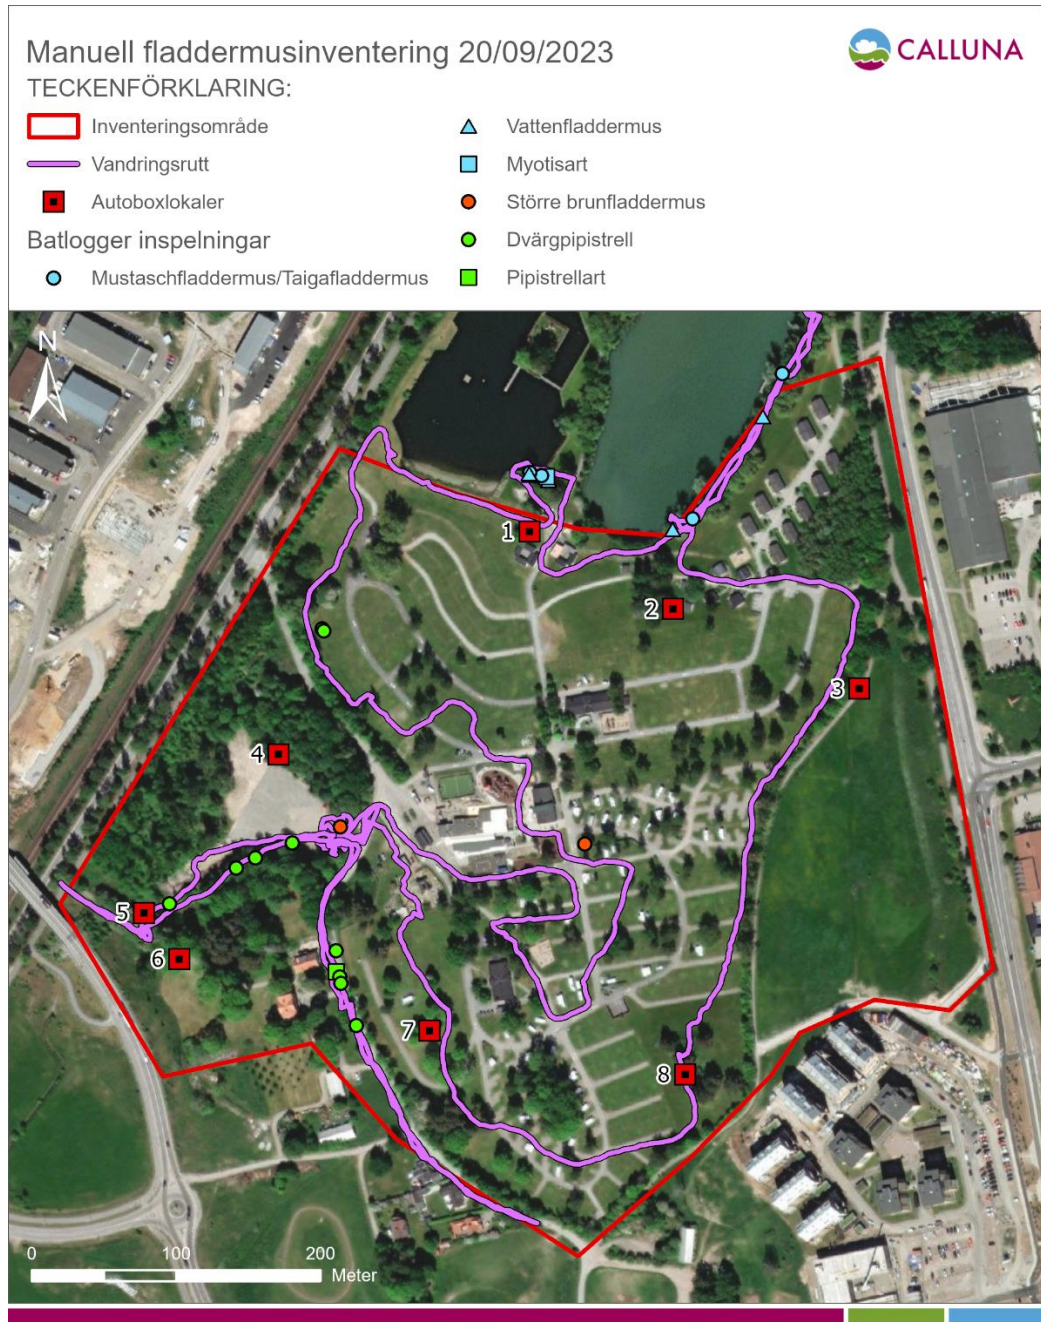 Manuell fladdermusinventering 20/09/2023
CALLUNA
TECKENFÖRKLARING:
Inventeringsområde
Vandringsrutt
Autoboxlokaler
Batlogger inspelningar
Mustaschfladdermus/Taigafladdermus
Vattenfladdermus
Myotisart
Större brunfladdermus
Dvärgpipistrell
Pipistrellart
N
1
2
3
4
5
6
7
8
0 100 200
Meter